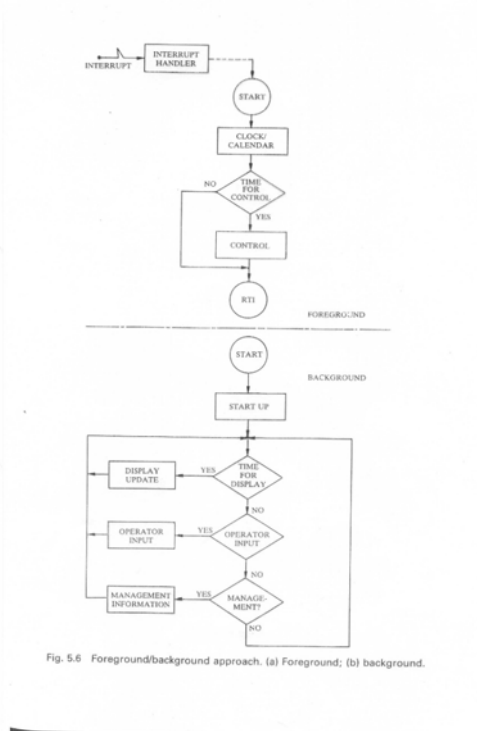 INTERRUPT
INTERRUPT
HANDLER
START
CLOCK/
CALENDAR
NO
TIME
FOR
CONTROL
YES
CONTROL
RTI
FOREGROUND
START
BACKGROUND
START UP
DISPLAY
UPDATE
YES
TIME
FOR
DISPLAY
NO
OPERATOR
INPUT
YES
OPERATOR
INPUT
NO
MANAGEMENT
INFORMATION
YES
MANAGE-
MENT?
NO
Fig. 5.6 Foreground/background approach. (a) Foreground; (b) background.